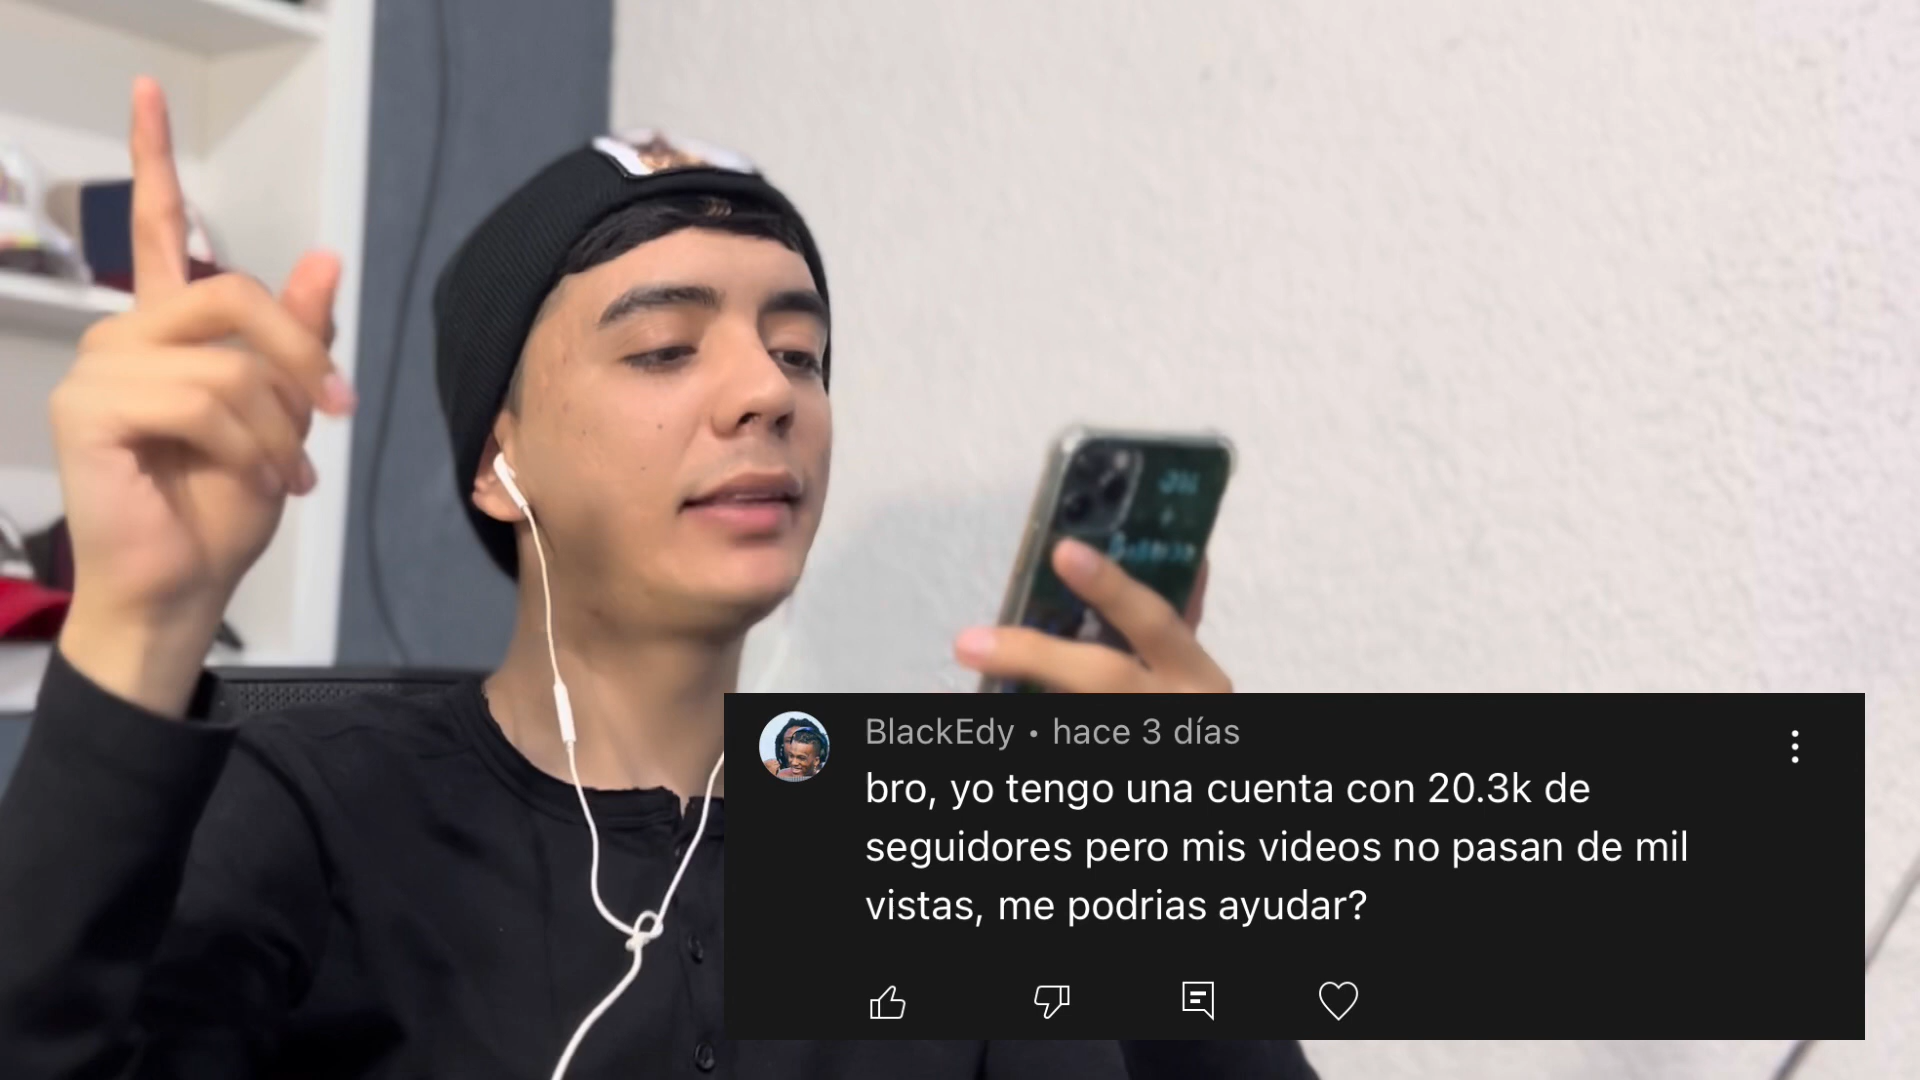 BlackEdy • hace 3 días
bro, yo tengo una cuenta con 20.3k de
seguidores pero mis videos no pasan de mil
vistas, me podrias ayudar?